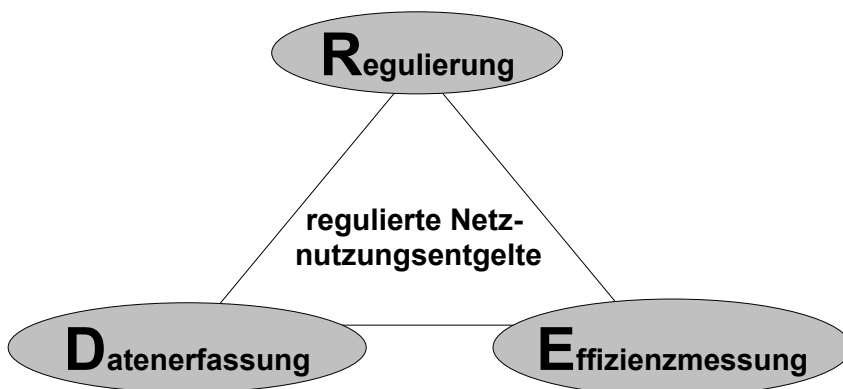 Regulierung
regulierte Netz-
nutzungsentgelte
Datenerfassung
Effizienzmessung